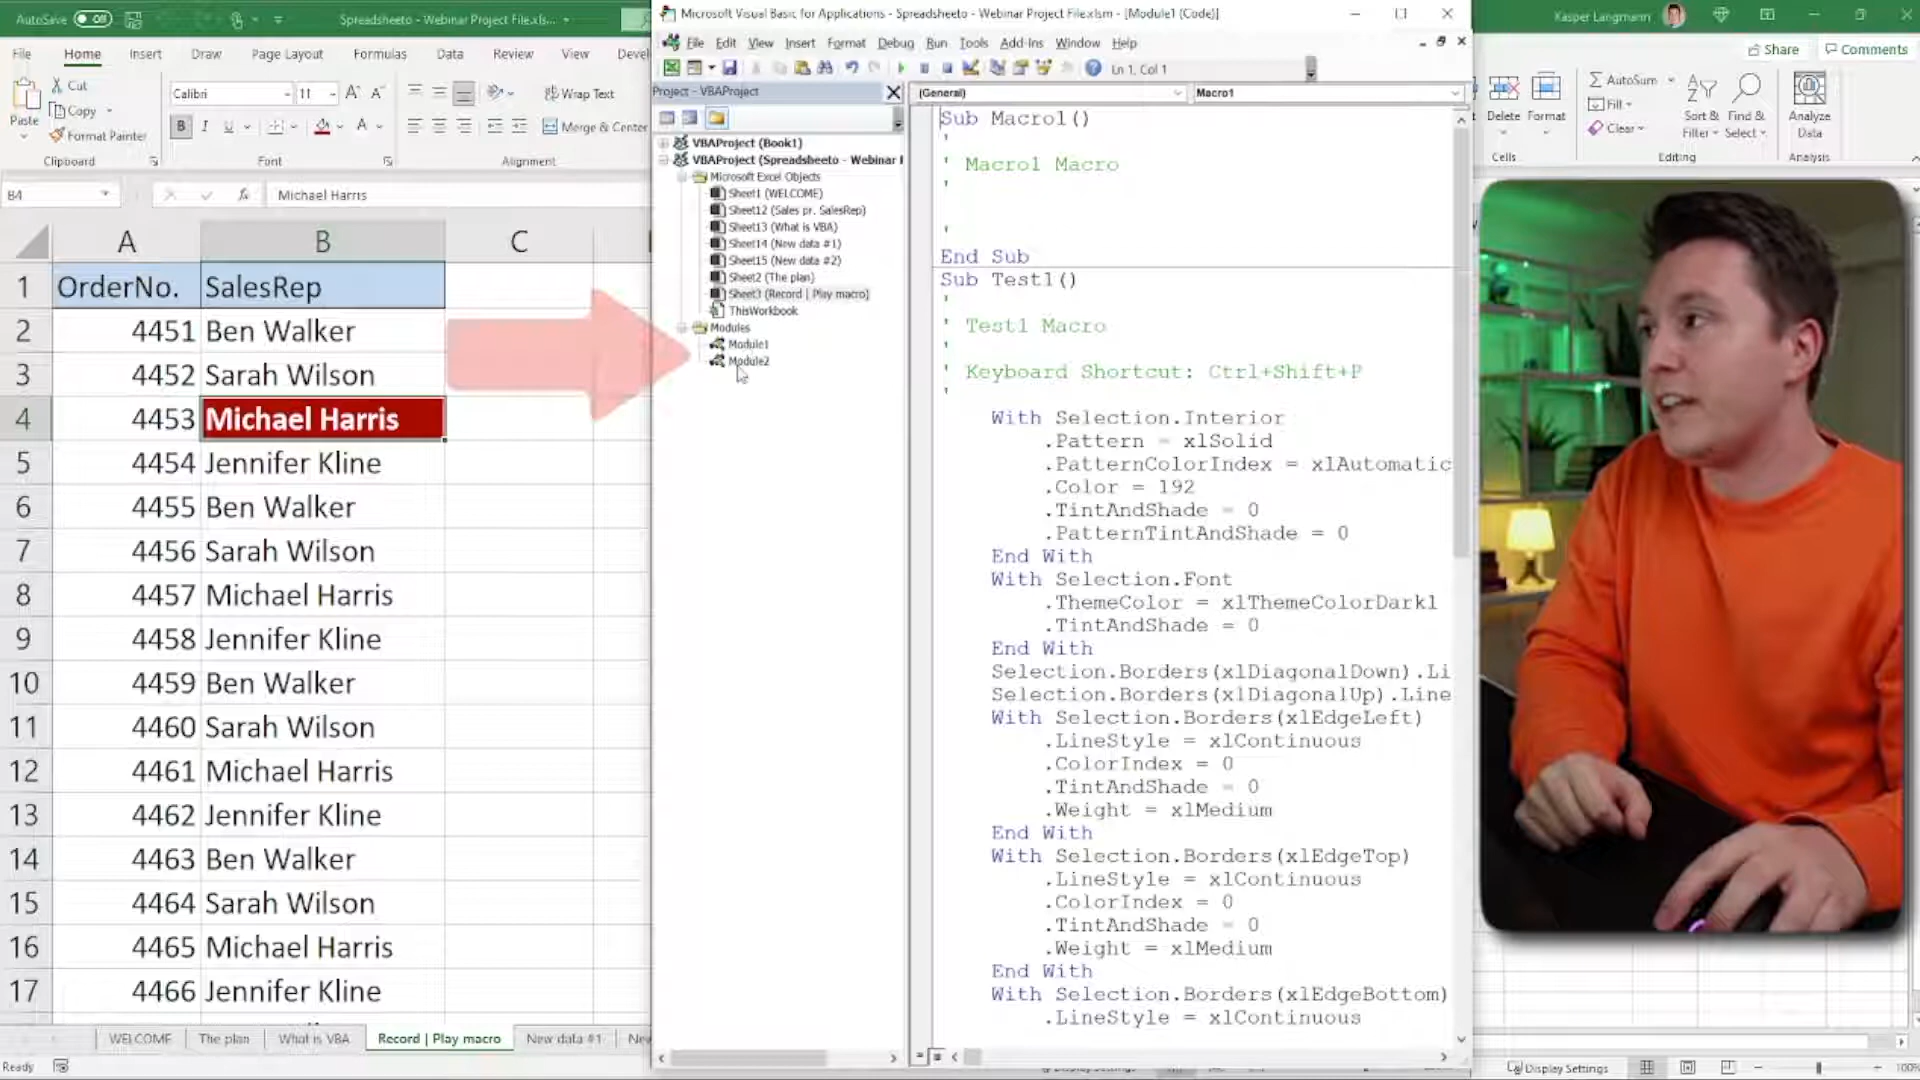 AutoSave Off
Spreadsheeto - Webinar Project File.xls...
Microsoft Visual Basic for Applications - Spreadsheeto - Webinar Project File.xlsm - [Module1 (Code)]
Kasper Langmann
File Home Insert Draw Page Layout Formulas Data Review View Devel
File Edit View Insert Format Debug Run Tools Add-Ins Window Help
Share Comments
Ln 1, Col 1
Paste
Cut
Copy
Format Painter
Clipboard
Calibri
11
B I U
Font
Wrap Text
Merge & Center
Alignment
Delete
Format
Cells
AutoSum
Fill
Clear
Sort &
Filter
Find &
Select
Editing
Analyze
Data
Analysis
B4
fx
Michael Harris
A B C
1 OrderNo. SalesRep
2 4451 Ben Walker
3 4452 Sarah Wilson
4 4453 Michael Harris
5 4454 Jennifer Kline
6 4455 Ben Walker
7 4456 Sarah Wilson
8 4457 Michael Harris
9 4458 Jennifer Kline
10 4459 Ben Walker
11 4460 Sarah Wilson
12 4461 Michael Harris
13 4462 Jennifer Kline
14 4463 Ben Walker
15 4464 Sarah Wilson
16 4465 Michael Harris
17 4466 Jennifer Kline
Project - VBAProject
VBAProject (Book1)
VBAProject (Spreadsheeto - Webinar
Microsoft Excel Objects
Sheet1 (WELCOME)
Sheet12 (Sales pr. SalesRep)
Sheet13 (What is VBA)
Sheet14 (New data #1)
Sheet15 (New data #2)
Sheet2 (The plan)
Sheet3 (Record | Play macro)
ThisWorkbook
Modules
Module1
Module2
(General)
Macro1
Sub Macro1()
'
' Macro1 Macro
'
'
End Sub
Sub Test1()
'
' Test1 Macro
'
' Keyboard Shortcut: Ctrl+Shift+P
'
With Selection.Interior
.Pattern = xlSolid
.PatternColorIndex = xlAutomatic
.Color = 192
.TintAndShade = 0
.PatternTintAndShade = 0
End With
With Selection.Font
.ThemeColor = xlThemeColorDark1
.TintAndShade = 0
End With
Selection.Borders(xlDiagonalDown).Li
Selection.Borders(xlDiagonalUp).Line
With Selection.Borders(xlEdgeLeft)
.LineStyle = xlContinuous
.ColorIndex = 0
.TintAndShade = 0
.Weight = xlMedium
End With
With Selection.Borders(xlEdgeTop)
.LineStyle = xlContinuous
.ColorIndex = 0
.TintAndShade = 0
.Weight = xlMedium
End With
With Selection.Borders(xlEdgeBottom)
.LineStyle = xlContinuous
WELCOME The plan What is VBA Record | Play macro New data #1 New
Ready
Display Settings
100%